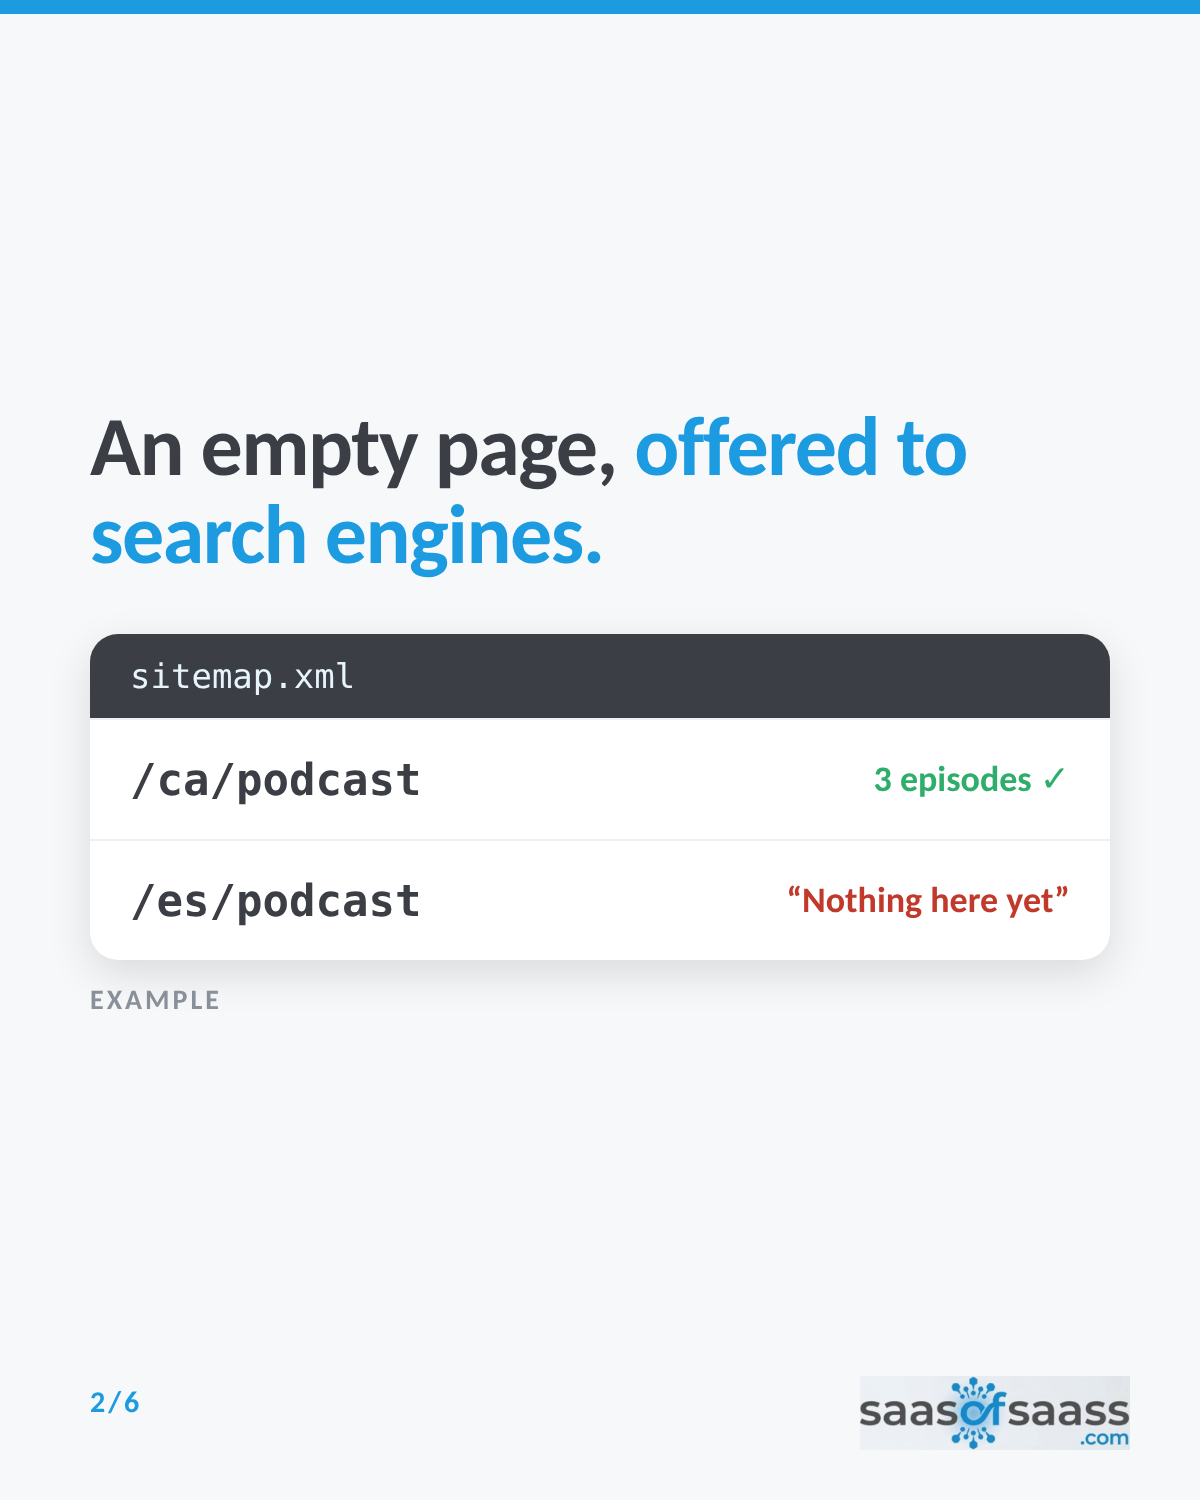 An empty page, offered to
search engines.
sitemap.xml
/ca/podcast
3 episodes ✓
/es/podcast
“Nothing here yet”
EXAMPLE
2/6
saasofsaass
.com